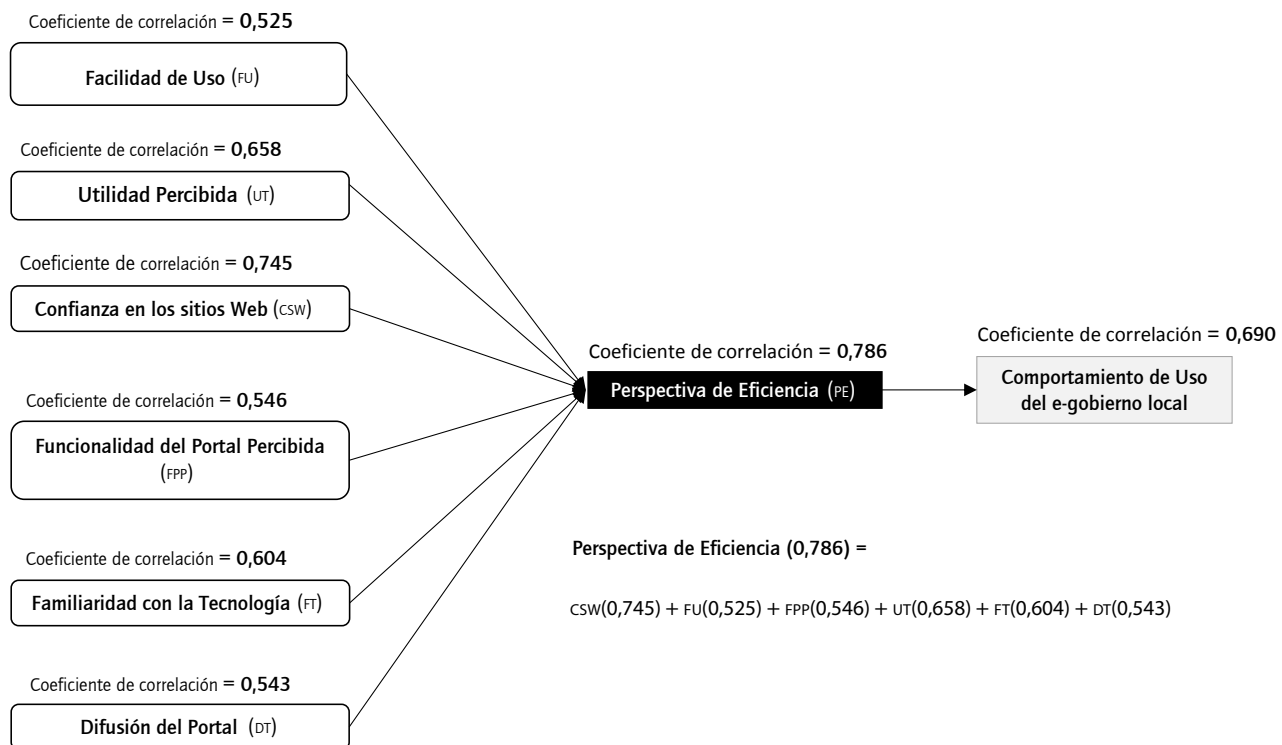 Coeficiente de correlación = 0,525
Facilidad de Uso (FU)
Coeficiente de correlación = 0,658
Utilidad Percibida (UT)
Coeficiente de correlación = 0,745
Confianza en los sitios Web (CSW)
Coeficiente de correlación = 0,546
Funcionalidad del Portal Percibida
(FPP)
Coeficiente de correlación = 0,604
Familiaridad con la Tecnología (FT)
Coeficiente de correlación = 0,543
Difusión del Portal (DT)
Coeficiente de correlación = 0,786
Perspectiva de Eficiencia (PE)
Coeficiente de correlación = 0,690
Comportamiento de Uso
del e-gobierno local
Perspectiva de Eficiencia (0,786) =
CSW(0,745) + FU(0,525) + FPP(0,546) + UT(0,658) + FT(0,604) + DT(0,543)